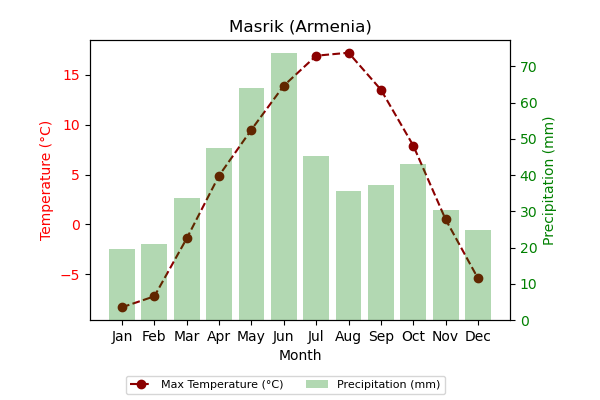 Masrik (Armenia)
Temperature (°C)
15
10
5
0
−5
70
60
50
40
30
20
10
0
Precipitation (mm)
Jan Feb Mar Apr May Jun Jul Aug Sep Oct Nov Dec
Month
Max Temperature (°C) Precipitation (mm)